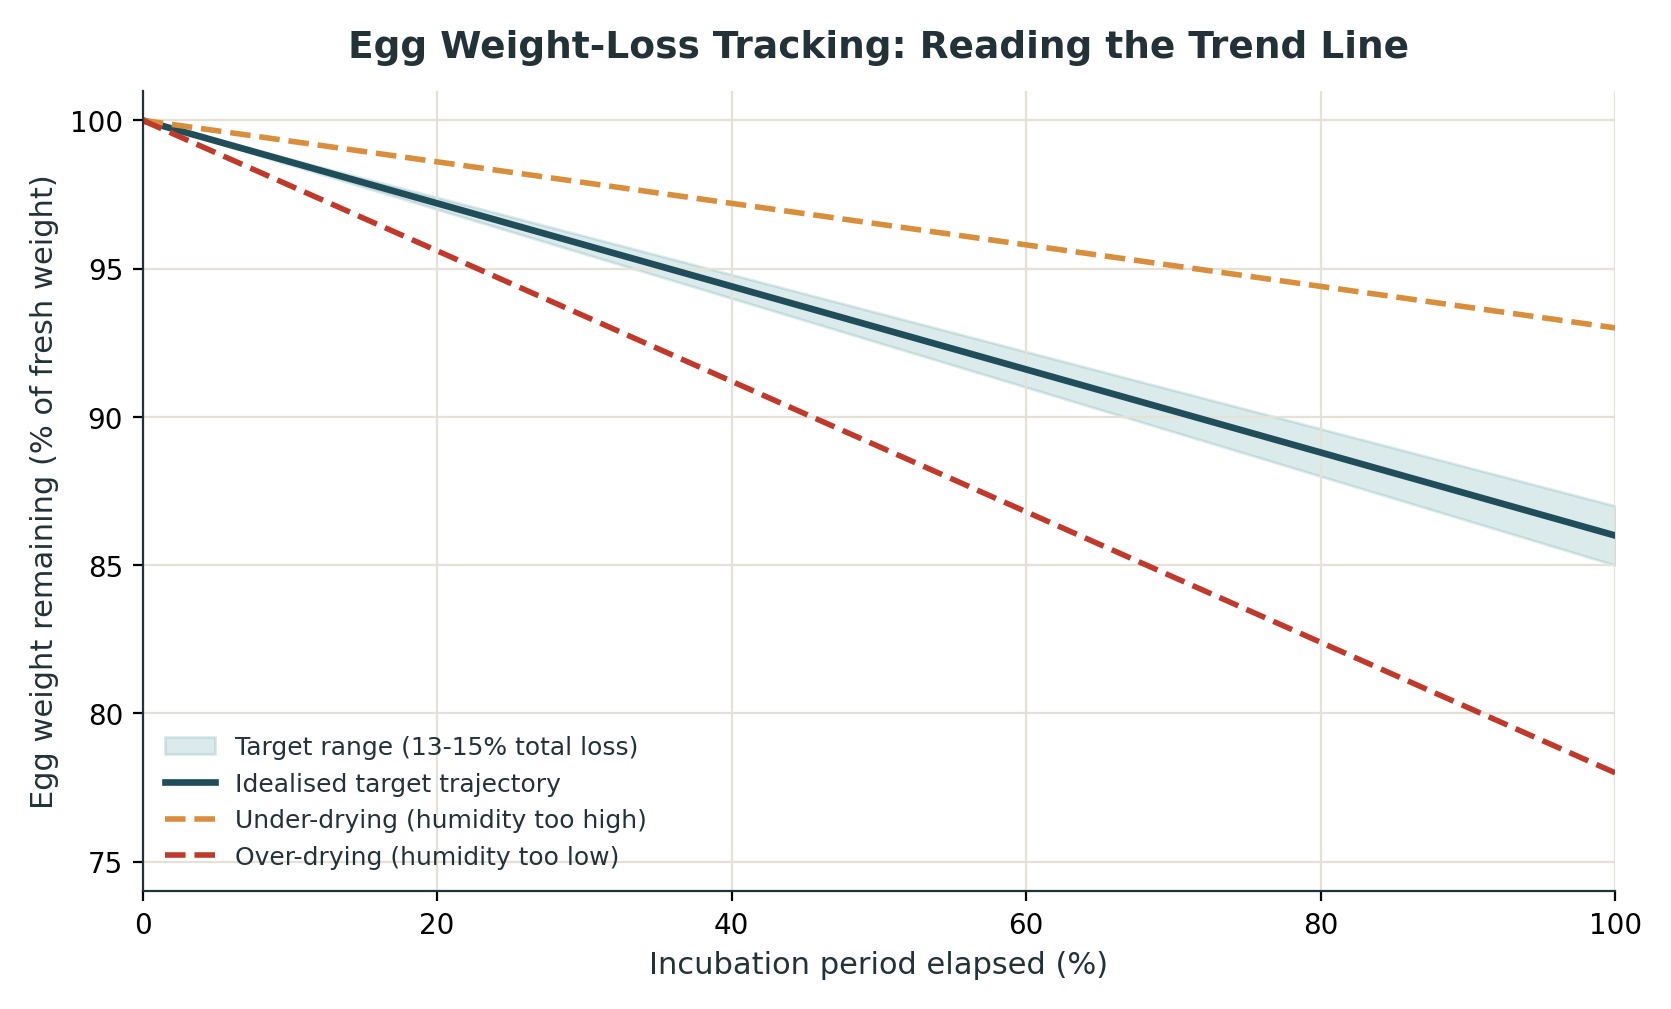 Egg Weight-Loss Tracking: Reading the Trend Line
Egg weight remaining (% of fresh weight)
100
95
90
85
80
75
Target range (13-15% total loss)
Idealised target trajectory
Under-drying (humidity too high)
Over-drying (humidity too low)
0 20 40 60 80 100
Incubation period elapsed (%)